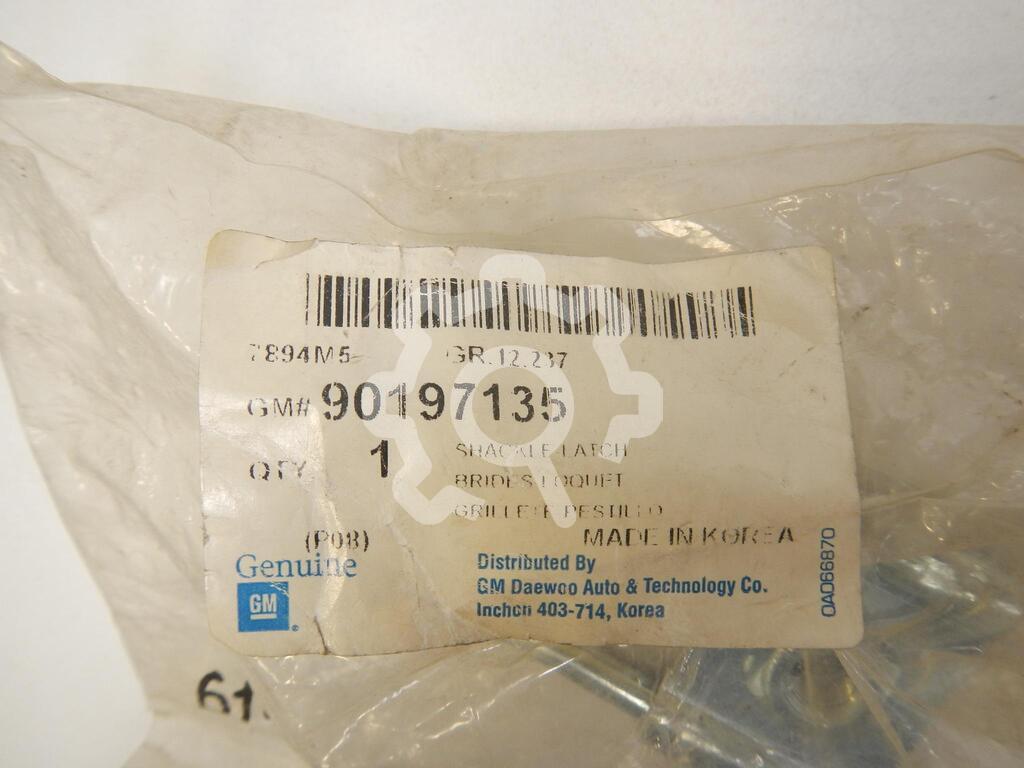 7894M5 GR.12.237
GM# 90197135
QTY 1 SHACKLE LATCH
BRIDES LOQUET
GRILLETE PESTILLO
(P08) MADE IN KOREA
Genuine
GM ®
Distributed By
GM Daewoo Auto & Technology Co.
Inchon 403-714, Korea
0AD66870
61.